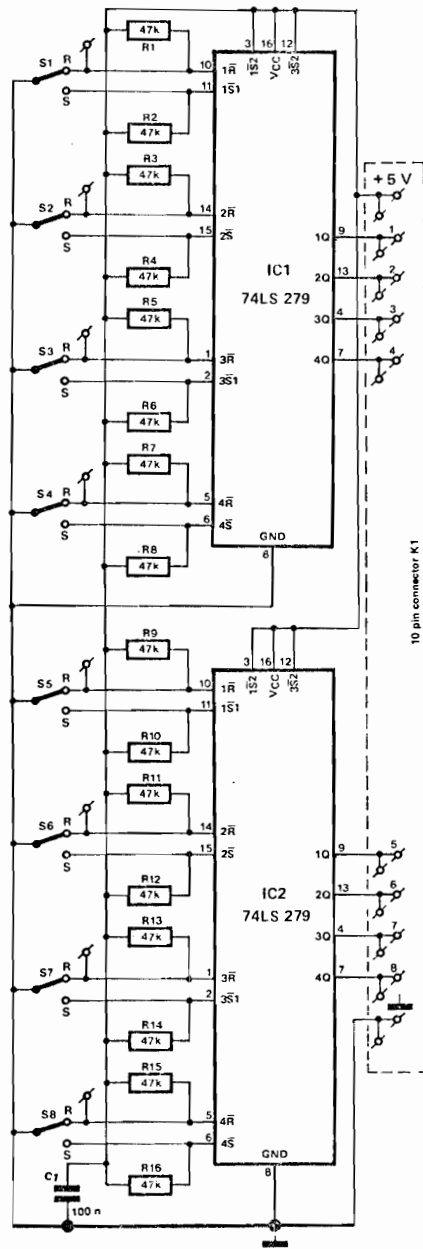 3 16 12
1S̅2̅ VCC 3S̅2̅
R1
47k
S1 R
S
10 1R̅
11 1S̅1
R2
47k
R3
47k
S2 R
S
14 2R̅
15 2S̅
R4
47k
R5
47k
S3 R
S
1 3R̅
2 3S̅1
R6
47k
R7
47k
S4 R
S
5 4R̅
6 4S̅
R8
47k
IC1
74LS 279
1Q 9
2Q 13
3Q 4
4Q 7
GND
8
+5 V
1
2
3
4
10 pin connector K1
3 16 12
1S̅2̅ VCC 3S̅2̅
R9
47k
S5 R
S
10 1R̅
11 1S̅1
R10
47k
R11
47k
S6 R
S
14 2R̅
15 2S̅
R12
47k
R13
47k
S7 R
S
1 3R̅
2 3S̅1
R14
47k
R15
47k
S8 R
S
5 4R̅
6 4S̅
R16
47k
IC2
74LS 279
1Q 9
2Q 13
3Q 4
4Q 7
GND
8
5
6
7
8
C1
100 n